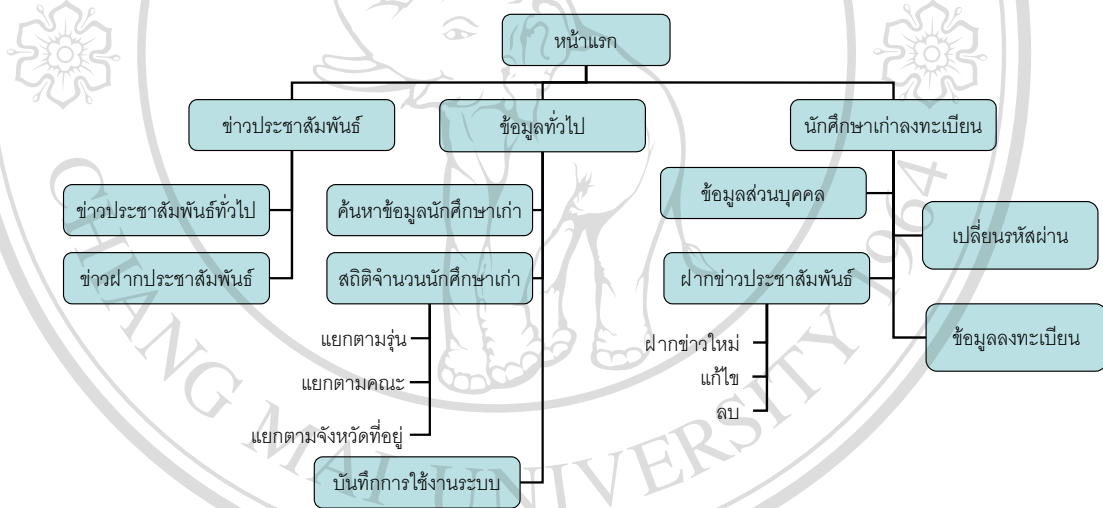 หน้าแรก
ข่าวประชาสัมพันธ์
ข้อมูลทั่วไป
นักศึกษาเก่าลงทะเบียน
ข่าวประชาสัมพันธ์ทั่วไป
ข่าวฝากประชาสัมพันธ์
ค้นหาข้อมูลนักศึกษาเก่า
สถิติจำนวนนักศึกษาเก่า
แยกตามรุ่น
แยกตามคณะ
แยกตามจังหวัดที่อยู่
บันทึกการใช้งานระบบ
ข้อมูลส่วนบุคคล
เปลี่ยนรหัสผ่าน
ฝากข่าวประชาสัมพันธ์
ฝากข่าวใหม่
แก้ไข
ลบ
ข้อมูลลงทะเบียน
CHIANG MAI UNIVERSITY 1964